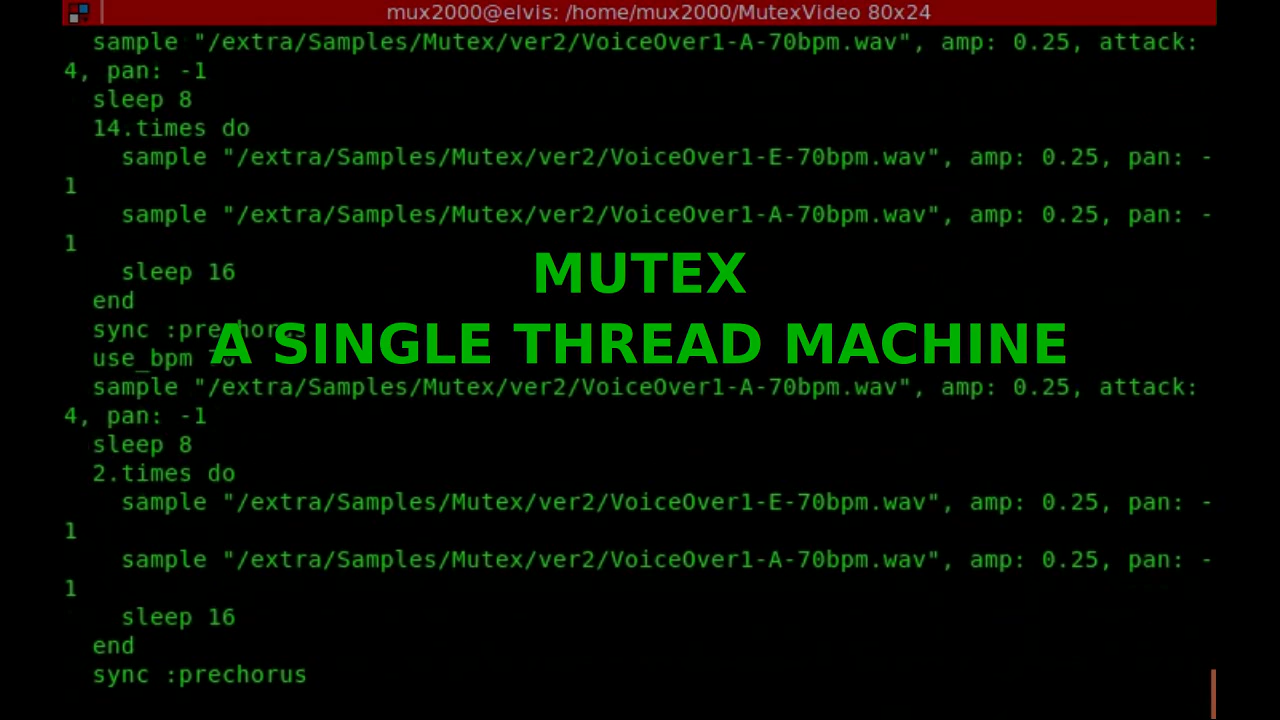 mux2000@elvis: /home/mux2000/MutexVideo 80x24
sample "/extra/Samples/Mutex/ver2/VoiceOver1-A-70bpm.wav", amp: 0.25, attack:
4, pan: -1
sleep 8
14.times do
sample "/extra/Samples/Mutex/ver2/VoiceOver1-E-70bpm.wav", amp: 0.25, pan: -
1
sample "/extra/Samples/Mutex/ver2/VoiceOver1-A-70bpm.wav", amp: 0.25, pan: -
1
sleep 16
MUTEX
end
sync :prechorus
A SINGLE THREAD MACHINE
use_bpm 70
sample "/extra/Samples/Mutex/ver2/VoiceOver1-A-70bpm.wav", amp: 0.25, attack:
4, pan: -1
sleep 8
2.times do
sample "/extra/Samples/Mutex/ver2/VoiceOver1-E-70bpm.wav", amp: 0.25, pan: -
1
sample "/extra/Samples/Mutex/ver2/VoiceOver1-A-70bpm.wav", amp: 0.25, pan: -
1
sleep 16
end
sync :prechorus